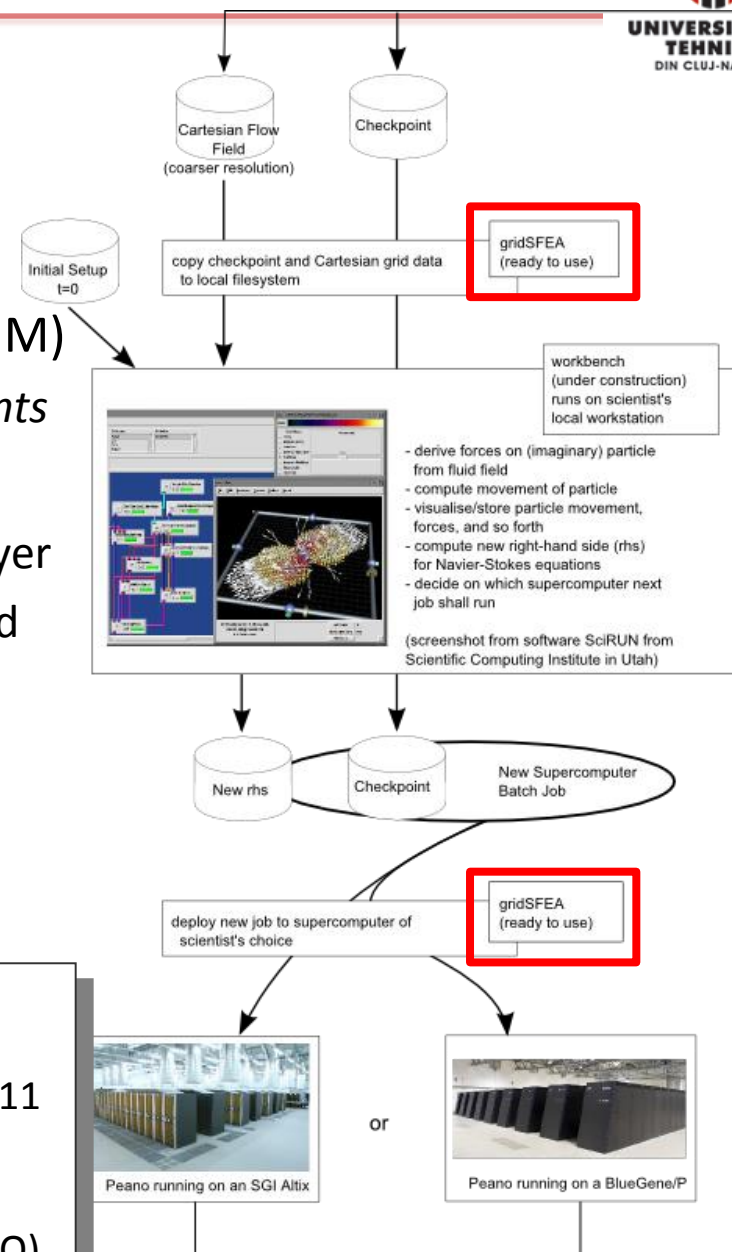 UNIVERSI
TEHNI
DIN CLUJ-NA
Cartesian Flow
Field
(coarser resolution)
Checkpoint
Initial Setup
t=0
copy checkpoint and Cartesian grid data
to local filesystem
gridSFEA
(ready to use)
M)
nts
yer
d
workbench
(under construction)
runs on scientist's
local workstation
- derive forces on (imaginary) particle
from fluid field
- compute movement of particle
- visualise/store particle movement,
forces, and so forth
- compute new right-hand side (rhs)
for Navier-Stokes equations
- decide on which supercomputer next
job shall run
(screenshot from software SciRUN from
Scientific Computing Institute in Utah)
New rhs
Checkpoint
New Supercomputer
Batch Job
deploy new job to supercomputer of
scientist's choice
gridSFEA
(ready to use)
11
O)
Peano running on an SGI Altix
or
Peano running on a BlueGene/P